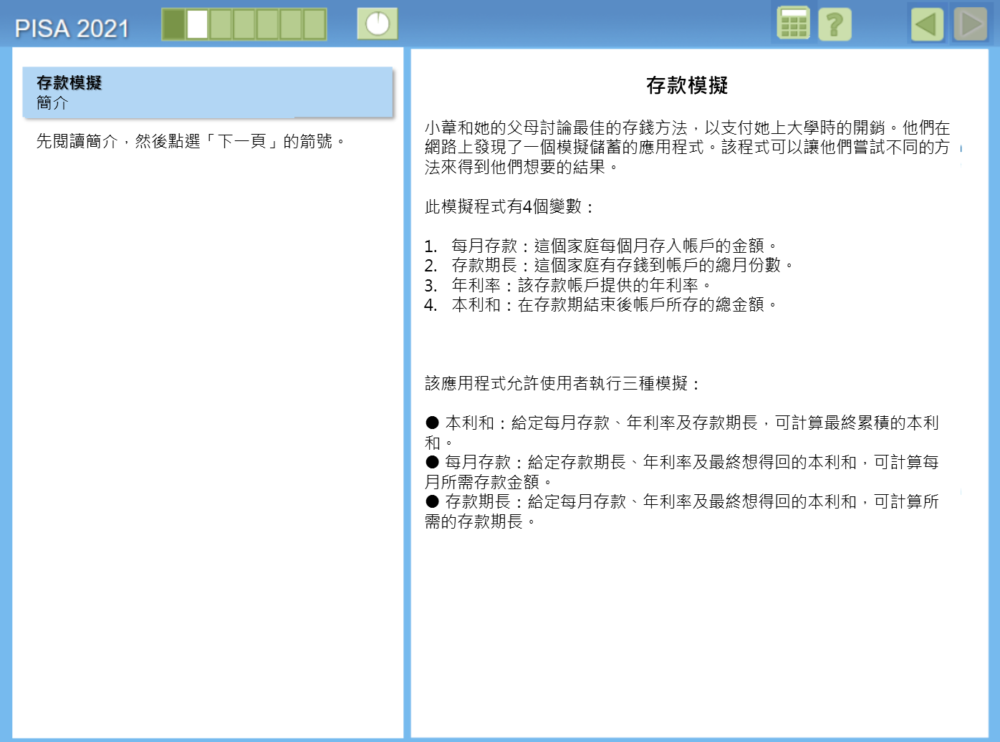 PISA 2021
存款模擬
簡介
先閱讀簡介，然後點選「下一頁」的箭號。
存款模擬
小葦和她的父母討論最佳的存錢方法，以支付她上大學時的開銷。他們在
網路上發現了一個模擬儲蓄的應用程式。該程式可以讓他們嘗試不同的方
法來得到他們想要的結果。
此模擬程式有4個變數：
1. 每月存款：這個家庭每個月存入帳戶的金額。
2. 存款期長：這個家庭有存錢到帳戶的總月份數。
3. 年利率：該存款帳戶提供的年利率。
4. 本利和：在存款期結束後帳戶所存的總金額。
該應用程式允許使用者執行三種模擬：
● 本利和：給定每月存款、年利率及存款期長，可計算最終累積的本利
和。
● 每月存款：給定存款期長、年利率及最終想得回的本利和，可計算每
月所需存款金額。
● 存款期長：給定每月存款、年利率及最終想得回的本利和，可計算所
需的存款期長。